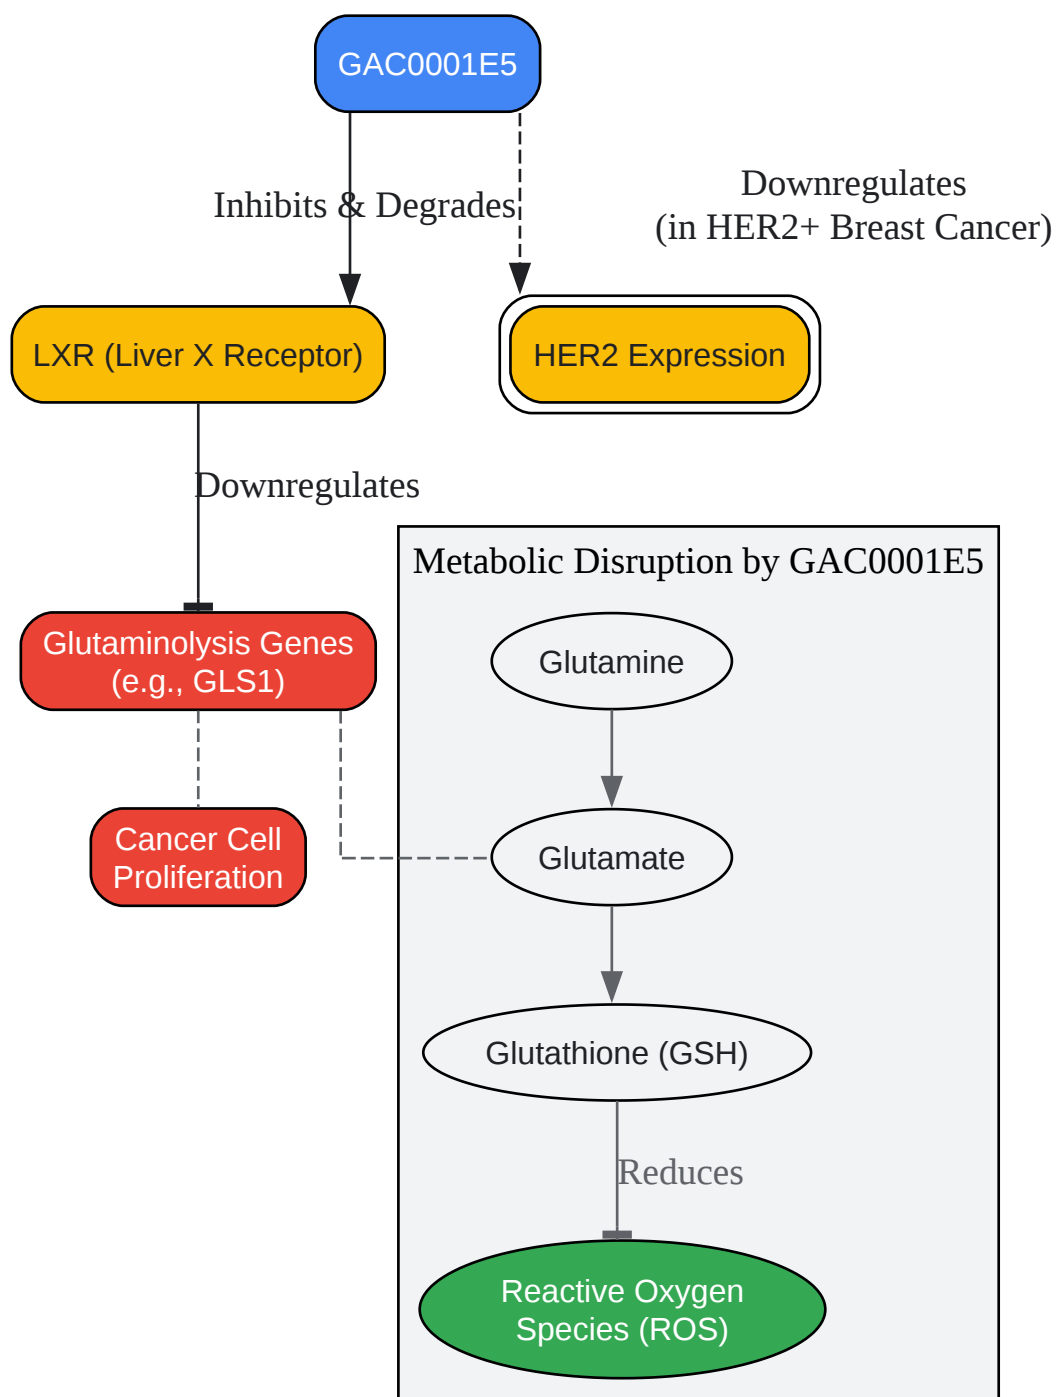 GAC0001E5
Inhibits & Degrades
Downregulates
(in HER2+ Breast Cancer)
LXR (Liver X Receptor)
HER2 Expression
Downregulates
Metabolic Disruption by GAC0001E5
Glutaminolysis Genes
(e.g., GLS1)
Glutamine
Cancer Cell
Proliferation
Glutamate
Glutathione (GSH)
Reduces
Reactive Oxygen
Species (ROS)